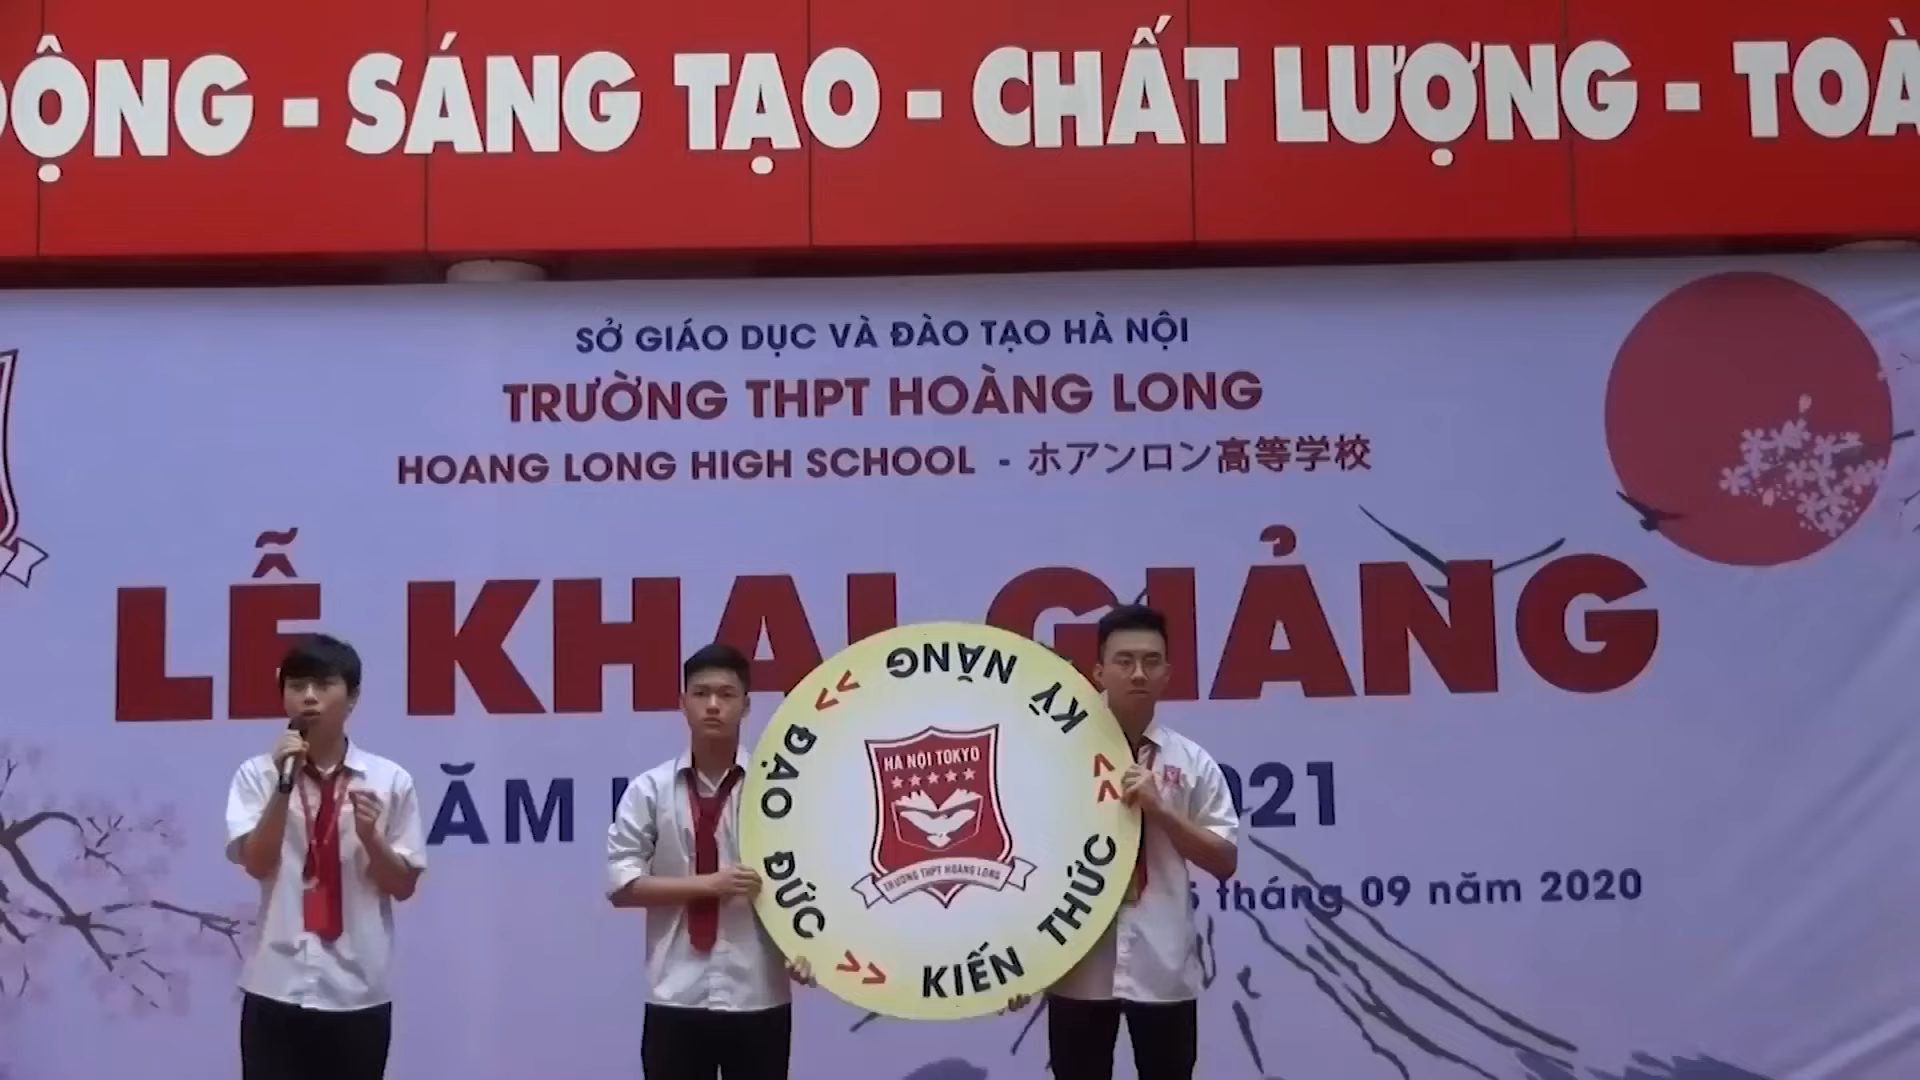 ĐỘNG - SÁNG TẠO - CHẤT LƯỢNG - TOÀ
SỞ GIÁO DỤC VÀ ĐÀO TẠO HÀ NỘI
TRƯỜNG THPT HOÀNG LONG
HOANG LONG HIGH SCHOOL - ホアンロン高等学校
LỄ KHAI GIẢNG
ĂM 021
5 tháng 09 năm 2020
ĐẠO ĐỨC >> KIẾN THỨC >> KỸ NĂNG >>
HÀ NỘI TOKYO
TRƯỜNG THPT HOÀNG LONG